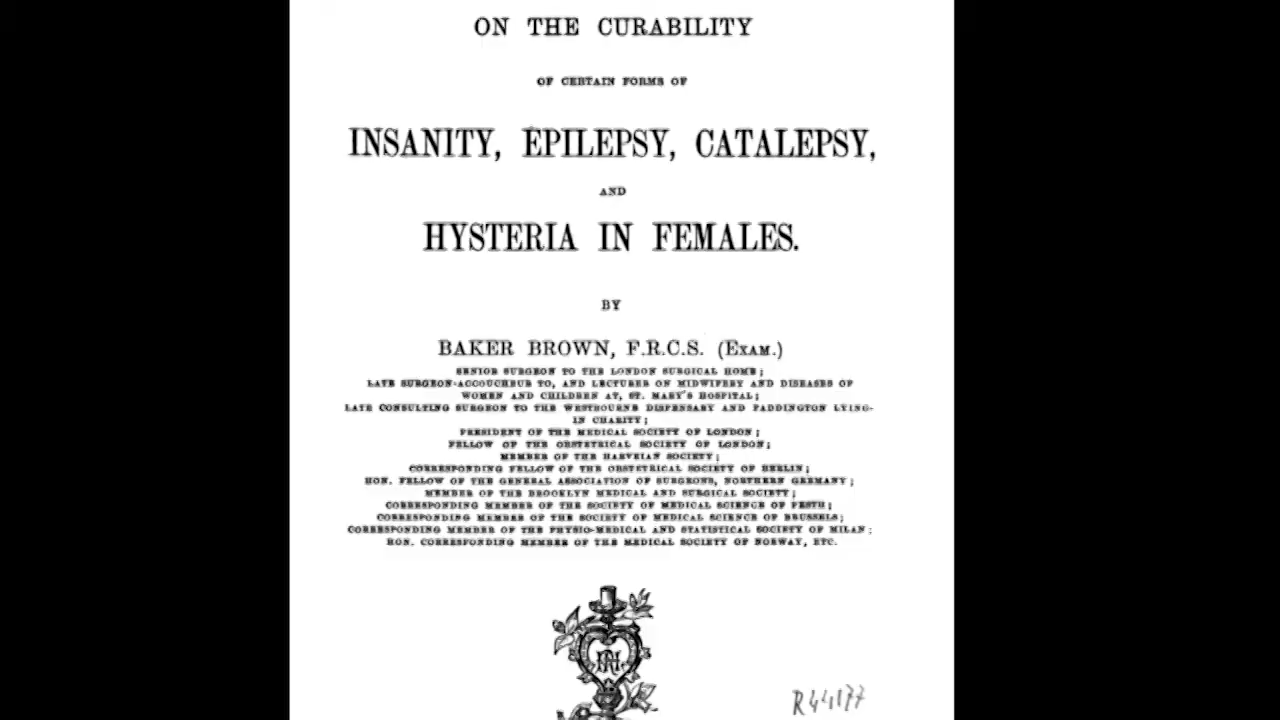 ON THE CURABILITY
OF CERTAIN FORMS OF
INSANITY, EPILEPSY, CATALEPSY,
AND
HYSTERIA IN FEMALES.
BY
BAKER BROWN, F.R.C.S. (EXAM.)
SENIOR SURGEON TO THE LONDON SURGICAL HOME;
LATE SURGEON-ACCOUCHEUR TO, AND LECTURER ON MIDWIFERY AND DISEASES OF
WOMEN AND CHILDREN AT, ST. MARY'S HOSPITAL;
LATE CONSULTING SURGEON TO THE WESTBOURNE DISPENSARY AND PADDINGTON LYING-
IN CHARITY;
PRESIDENT OF THE MEDICAL SOCIETY OF LONDON;
FELLOW OF THE OBSTETRICAL SOCIETY OF LONDON;
MEMBER OF THE HARVEIAN SOCIETY;
CORRESPONDING FELLOW OF THE OBSTETRICAL SOCIETY OF BERLIN;
HON. FELLOW OF THE GENERAL ASSOCIATION OF SURGEONS, NORTHERN GERMANY;
MEMBER OF THE BROOKLYN MEDICAL AND SURGICAL SOCIETY;
CORRESPONDING MEMBER OF THE SOCIETY OF MEDICAL SCIENCE OF PESTH;
CORRESPONDING MEMBER OF THE SOCIETY OF MEDICAL SCIENCE OF BRUSSELS;
CORRESPONDING MEMBER OF THE PHYSIO-MEDICAL AND STATISTICAL SOCIETY OF MILAN;
HON. CORRESPONDING MEMBER OF THE MEDICAL SOCIETY OF NORWAY, ETC.
R44177